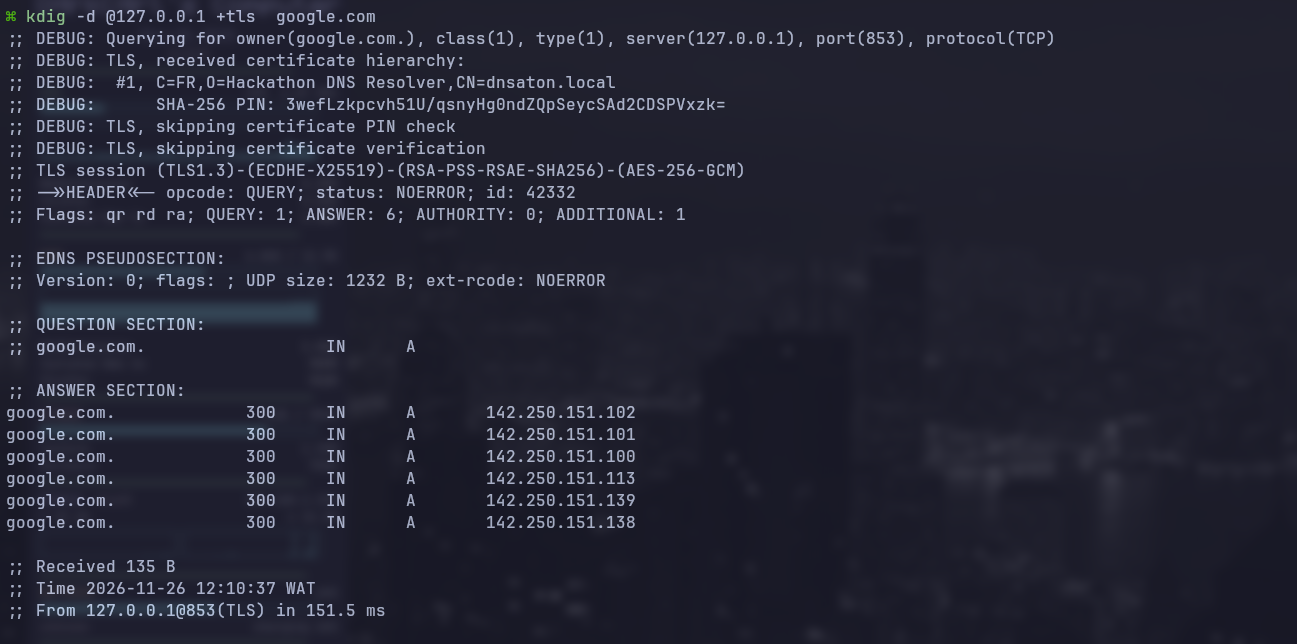 ⌘ kdig -d @127.0.0.1 +tls  google.com
;; DEBUG: Querying for owner(google.com.), class(1), type(1), server(127.0.0.1), port(853), protocol(TCP)
;; DEBUG: TLS, received certificate hierarchy:
;; DEBUG:  #1, C=FR,O=Hackathon DNS Resolver,CN=dnsaton.local
;; DEBUG:      SHA-256 PIN: 3wefLzkpcvh51U/qsnyHg0ndZQpSeycSAd2CDSPVxzk=
;; DEBUG: TLS, skipping certificate PIN check
;; DEBUG: TLS, skipping certificate verification
;; TLS session (TLS1.3)-(ECDHE-X25519)-(RSA-PSS-RSAE-SHA256)-(AES-256-GCM)
;; ->>HEADER<<- opcode: QUERY; status: NOERROR; id: 42332
;; Flags: qr rd ra; QUERY: 1; ANSWER: 6; AUTHORITY: 0; ADDITIONAL: 1
;; EDNS PSEUDOSECTION:
;; Version: 0; flags: ; UDP size: 1232 B; ext-rcode: NOERROR
;; QUESTION SECTION:
;; google.com.                  IN      A
;; ANSWER SECTION:
google.com.             300     IN      A       142.250.151.102
google.com.             300     IN      A       142.250.151.101
google.com.             300     IN      A       142.250.151.100
google.com.             300     IN      A       142.250.151.113
google.com.             300     IN      A       142.250.151.139
google.com.             300     IN      A       142.250.151.138
;; Received 135 B
;; Time 2026-11-26 12:10:37 WAT
;; From 127.0.0.1@853(TLS) in 151.5 ms